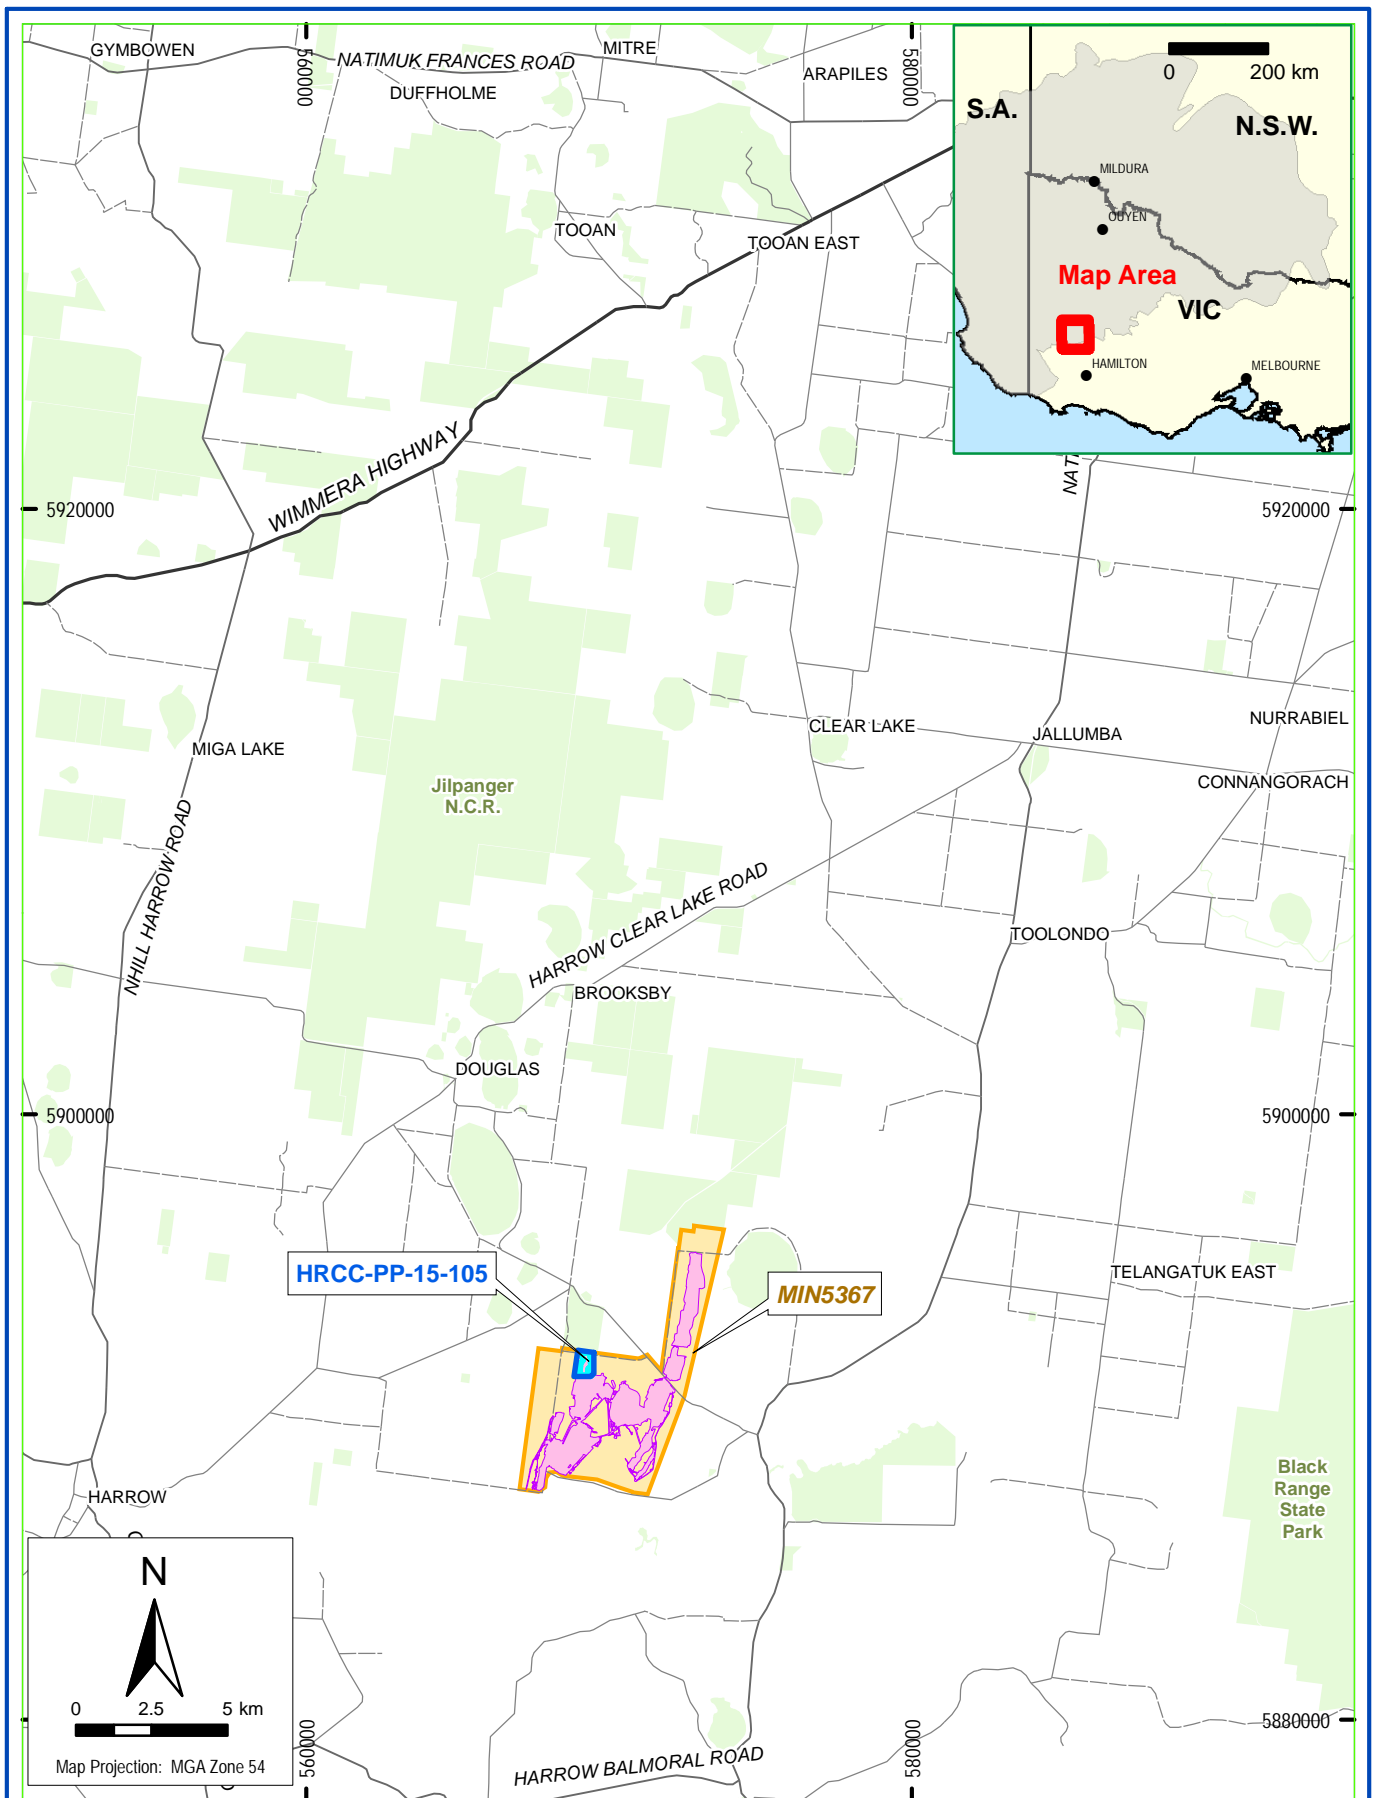 GYMBOWEN
560000
NATIMUK FRANCES ROAD
MITRE
DUFFHOLME
ARAPILES
580000
0 200 km
S.A.
N.S.W.
MILDURA
OUYEN
Map Area
VIC
HAMILTON
MELBOURNE
TOOAN
TOOAN EAST
WIMMERA HIGHWAY
NATI
5920000
5920000
CLEAR LAKE
JALLUMBA
NURRABIEL
MIGA LAKE
Jilpanger
N.C.R.
CONNANGORACH
NHILL HARROW ROAD
HARROW CLEAR LAKE ROAD
TOOLONDO
BROOKSBY
DOUGLAS
5900000
5900000
HRCC-PP-15-105
MIN5367
TELANGATUK EAST
HARROW
Black
Range
State
Park
N
0 2.5 5 km
Map Projection: MGA Zone 54
560000
580000
5880000
HARROW BALMORAL ROAD